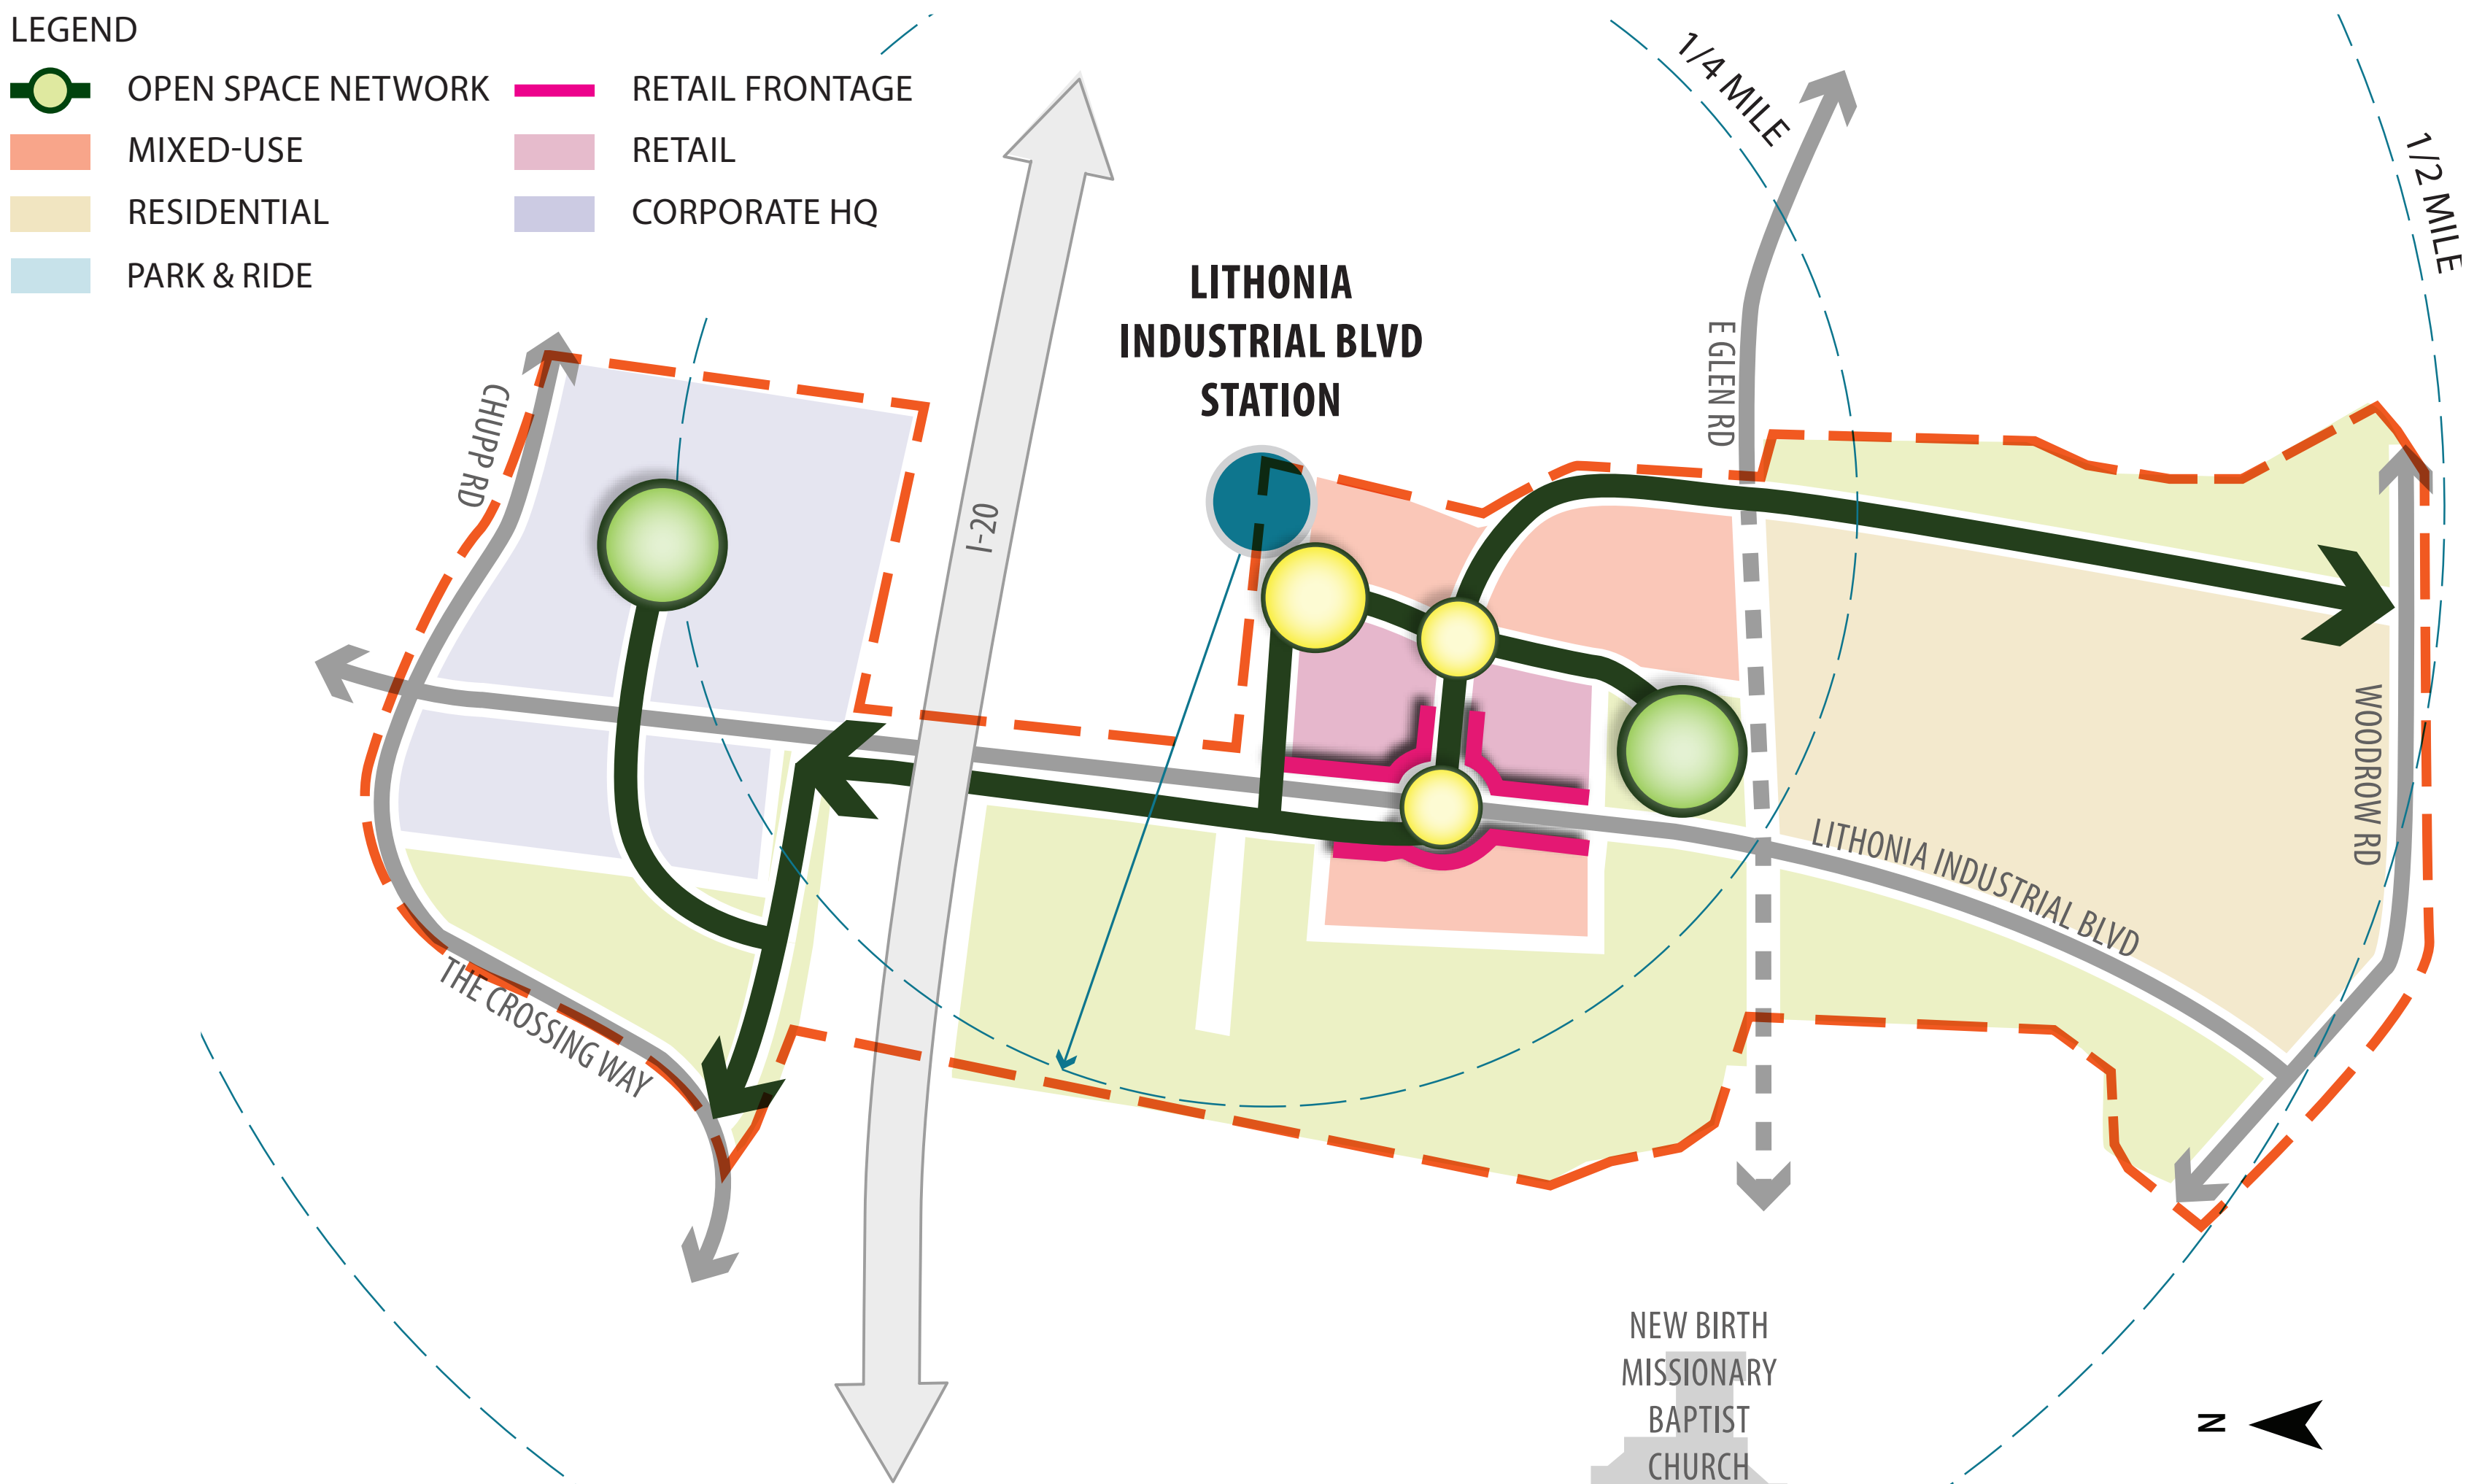 LEGEND
OPEN SPACE NETWORK
MIXED-USE
RESIDENTIAL
PARK & RIDE
RETAIL FRONTAGE
RETAIL
CORPORATE HQ
1/4 MILE
1/2 MILE
LITHONIA
INDUSTRIAL BLVD
STATION
E GLEN RD
CHUPP RD
I-20
WOODROW RD
LITHONIA INDUSTRIAL BLVD
THE CROSSING WAY
NEW BIRTH
MISSIONARY
BAPTIST
CHURCH
N